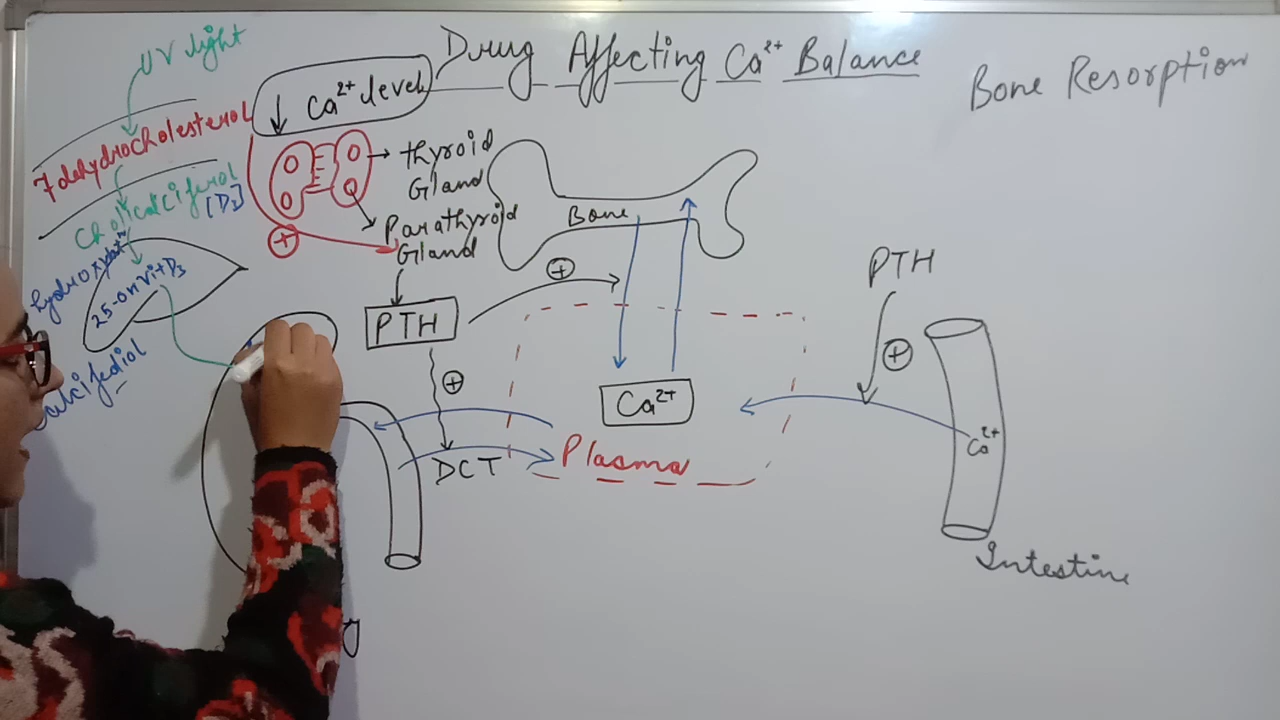 Drug Affecting Ca²⁺ Balance
Bone Resorption
UV light
7 dehydrocholesterol
Cholicalciferol
[D₃]
25-OH Vit D₃
Calcifediol
↓ Ca²⁺ level
thyroid
Gland
Parathyroid
Gland
+
PTH
+
+
DCT
Bone
Ca²⁺
Plasma
PTH
+
Ca²⁺
Intestine